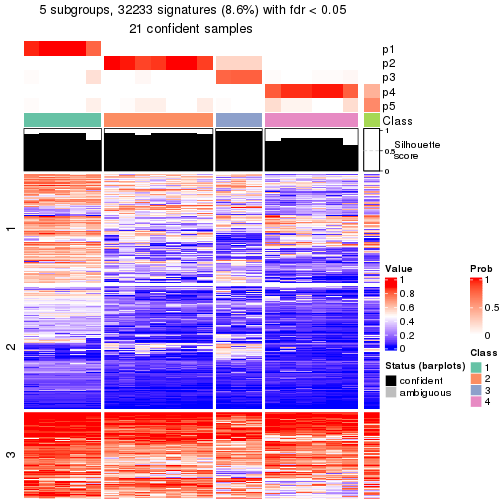 5 subgroups, 32233 signatures (8.6%) with fdr < 0.05
21 confident samples
p1
p2
p3
p4
p5
Class
1
0.5
0
Silhouette
score
1
2
3
Value
1
0.8
0.6
0.4
0.2
0
Prob
1
0.5
0
Status (barplots)
confident
ambiguous
Class
1
2
3
4